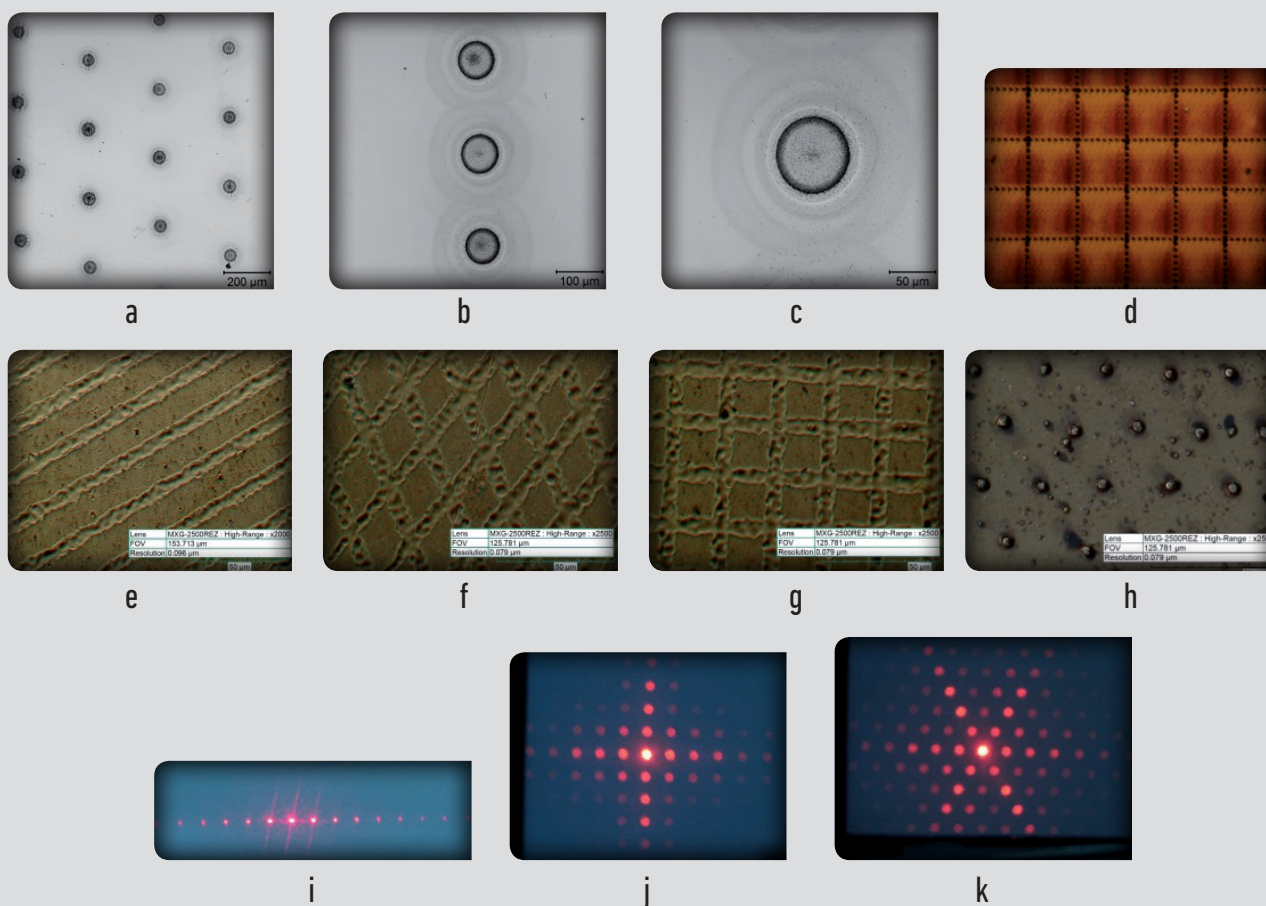 200 µm
100 µm
50 µm
a
b
c
d
Lens MXG-2500REZ : High-Range : x2000
FOV 153.713 µm
Resolution 0.096 µm
50 µm
Lens MXG-2500REZ : High-Range : x2500
FOV 125.781 µm
Resolution 0.079 µm
50 µm
Lens MXG-2500REZ : High-Range : x2500
FOV 125.781 µm
Resolution 0.079 µm
50 µm
Lens MXG-2500REZ : High-Range : x25
FOV 125.781 µm
Resolution 0.079 µm
e
f
g
h
i
j
k